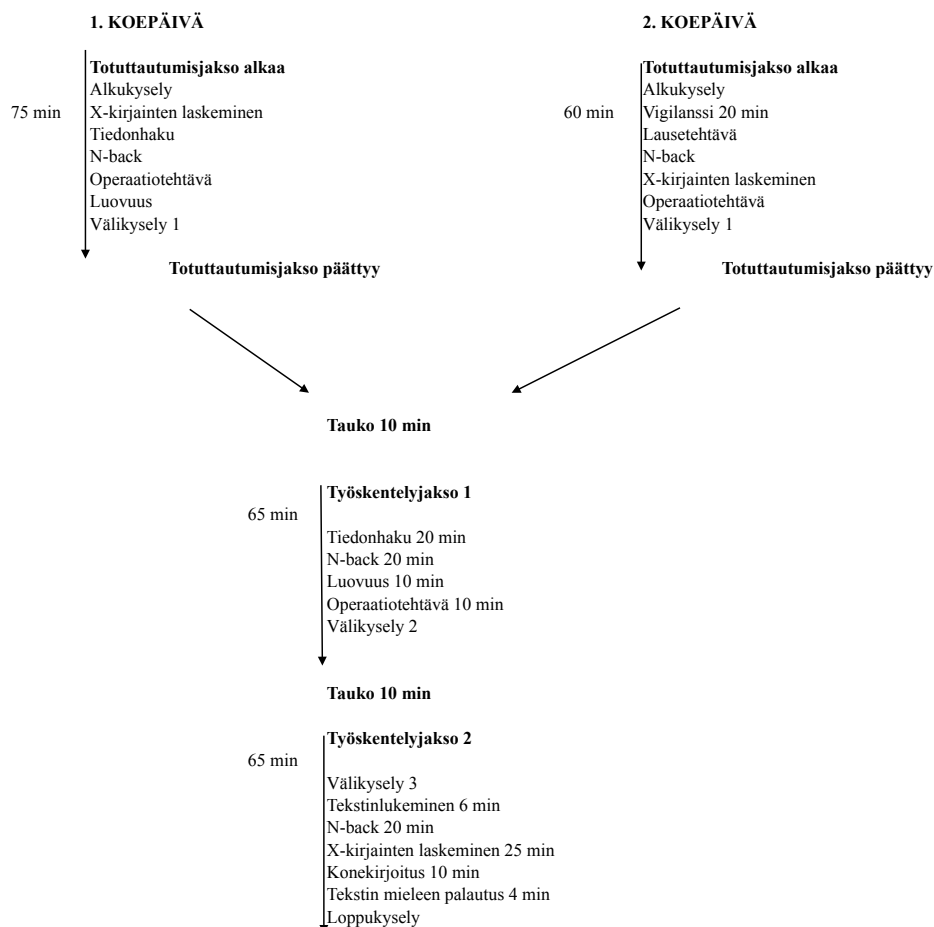 1. KOEPÄIVÄ
Totuttautumisjakso alkaa
75 min
Alkukysely
X-kirjainten laskeminen
Tiedonhaku
N-back
Operaatiotehtävä
Luovuus
Välikysely 1
Totuttautumisjakso päättyy
2. KOEPÄIVÄ
Totuttautumisjakso alkaa
60 min
Alkukysely
Vigilanssi 20 min
Lausetehtävä
N-back
X-kirjainten laskeminen
Operaatiotehtävä
Välikysely 1
Totuttautumisjakso päättyy
Tauko 10 min
Työskentelyjakso 1
65 min
Tiedonhaku 20 min
N-back 20 min
Luovuus 10 min
Operaatiotehtävä 10 min
Välikysely 2
Tauko 10 min
Työskentelyjakso 2
65 min
Välikysely 3
Tekstinlukeminen 6 min
N-back 20 min
X-kirjainten laskeminen 25 min
Konekirjoitus 10 min
Tekstin mieleen palautus 4 min
Loppukysely